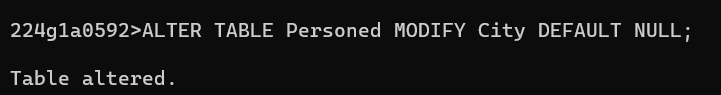 224g1a0592>ALTER TABLE Personed MODIFY City DEFAULT NULL;
Table altered.